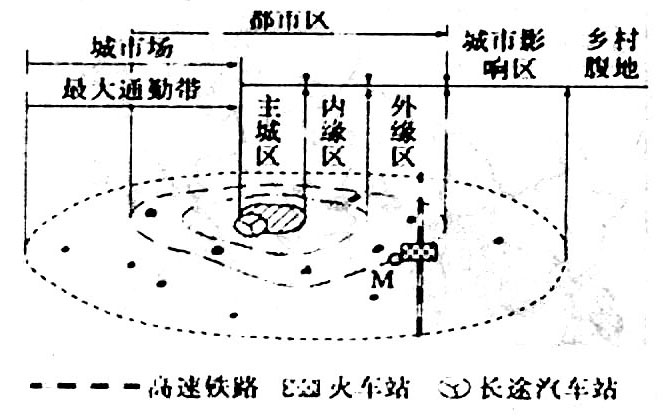 都市区
城市场
城市影响区
乡村腹地
最大通勤带
主城区
内缘区
外缘区
M
高速铁路 火车站 长途汽车站